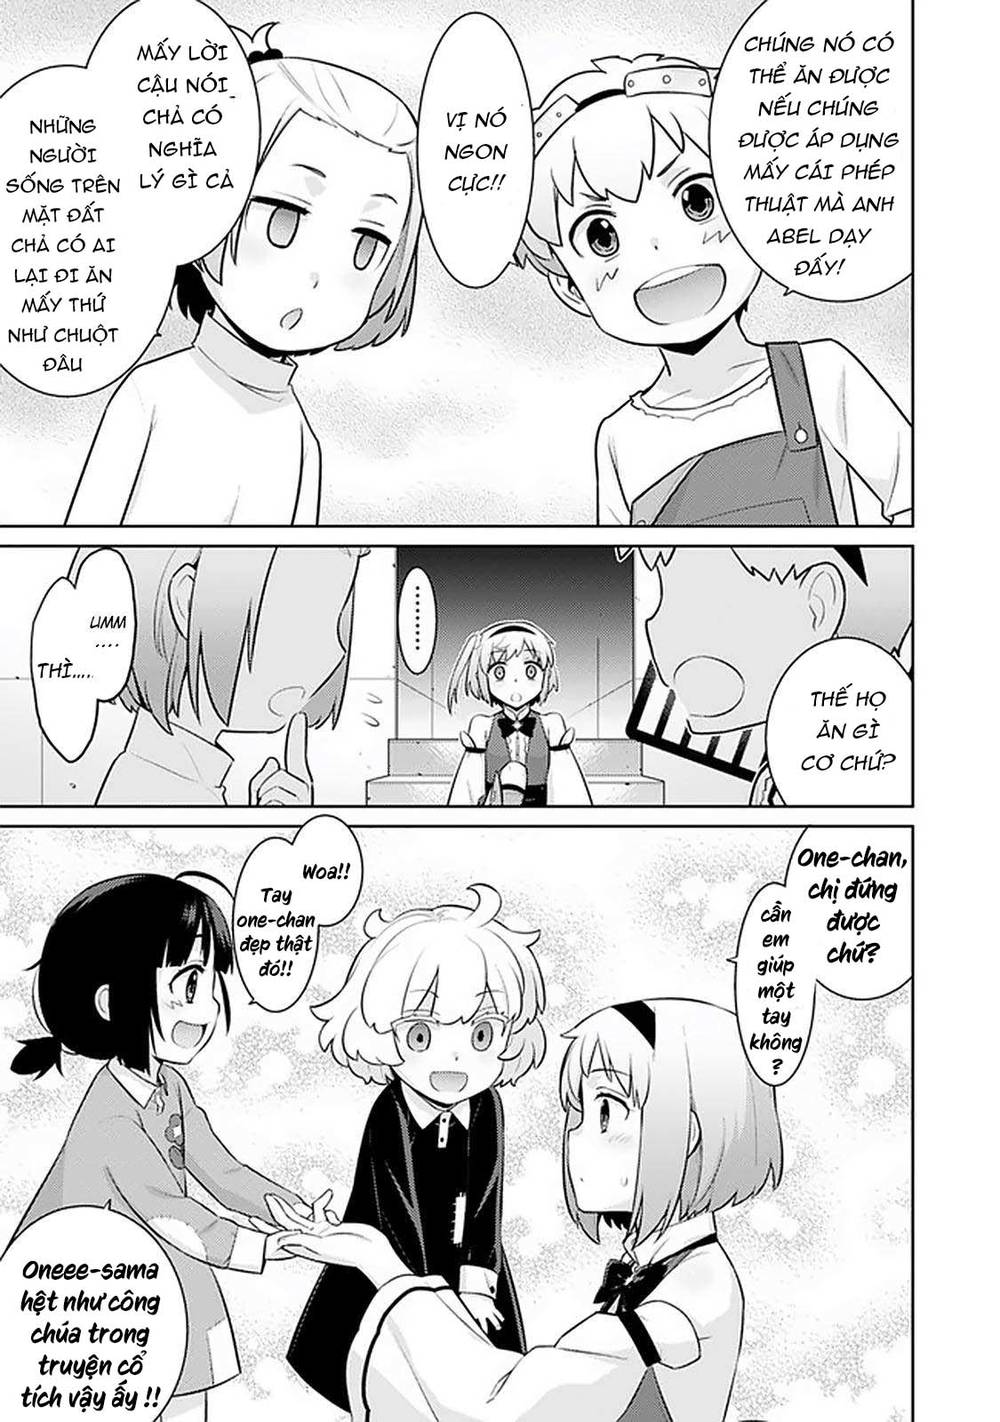 CHÚNG NÓ CÓ
THỂ ĂN ĐƯỢC
NẾU CHÚNG
ĐƯỢC ÁP DỤNG
MẤY CÁI PHÉP
THUẬT MÀ ANH
ABEL DẠY
ĐẤY!
VỊ NÓ
NGON
CỰC!!
MẤY LỜI
CẬU NÓI
CHẢ CÓ
NGHĨA
LÝ GÌ CẢ
NHỮNG
NGƯỜI
SỐNG TRÊN
MẶT ĐẤT
CHẢ CÓ AI
LẠI ĐI ĂN
MẤY THỨ
NHƯ CHUỘT
ĐÂU
THẾ HỌ
ĂN GÌ
CƠ CHỨ?
.........
UMM
....
THÌ.....
One-chan,
chị đứng
được
chứ?
cần
em
giúp
một
tay
không
?
Woa!!
Tay
one-chan
đẹp thật
đó!!
Oneee-sama
hệt như công
chúa trong
truyện cổ
tích vậy ấy !!